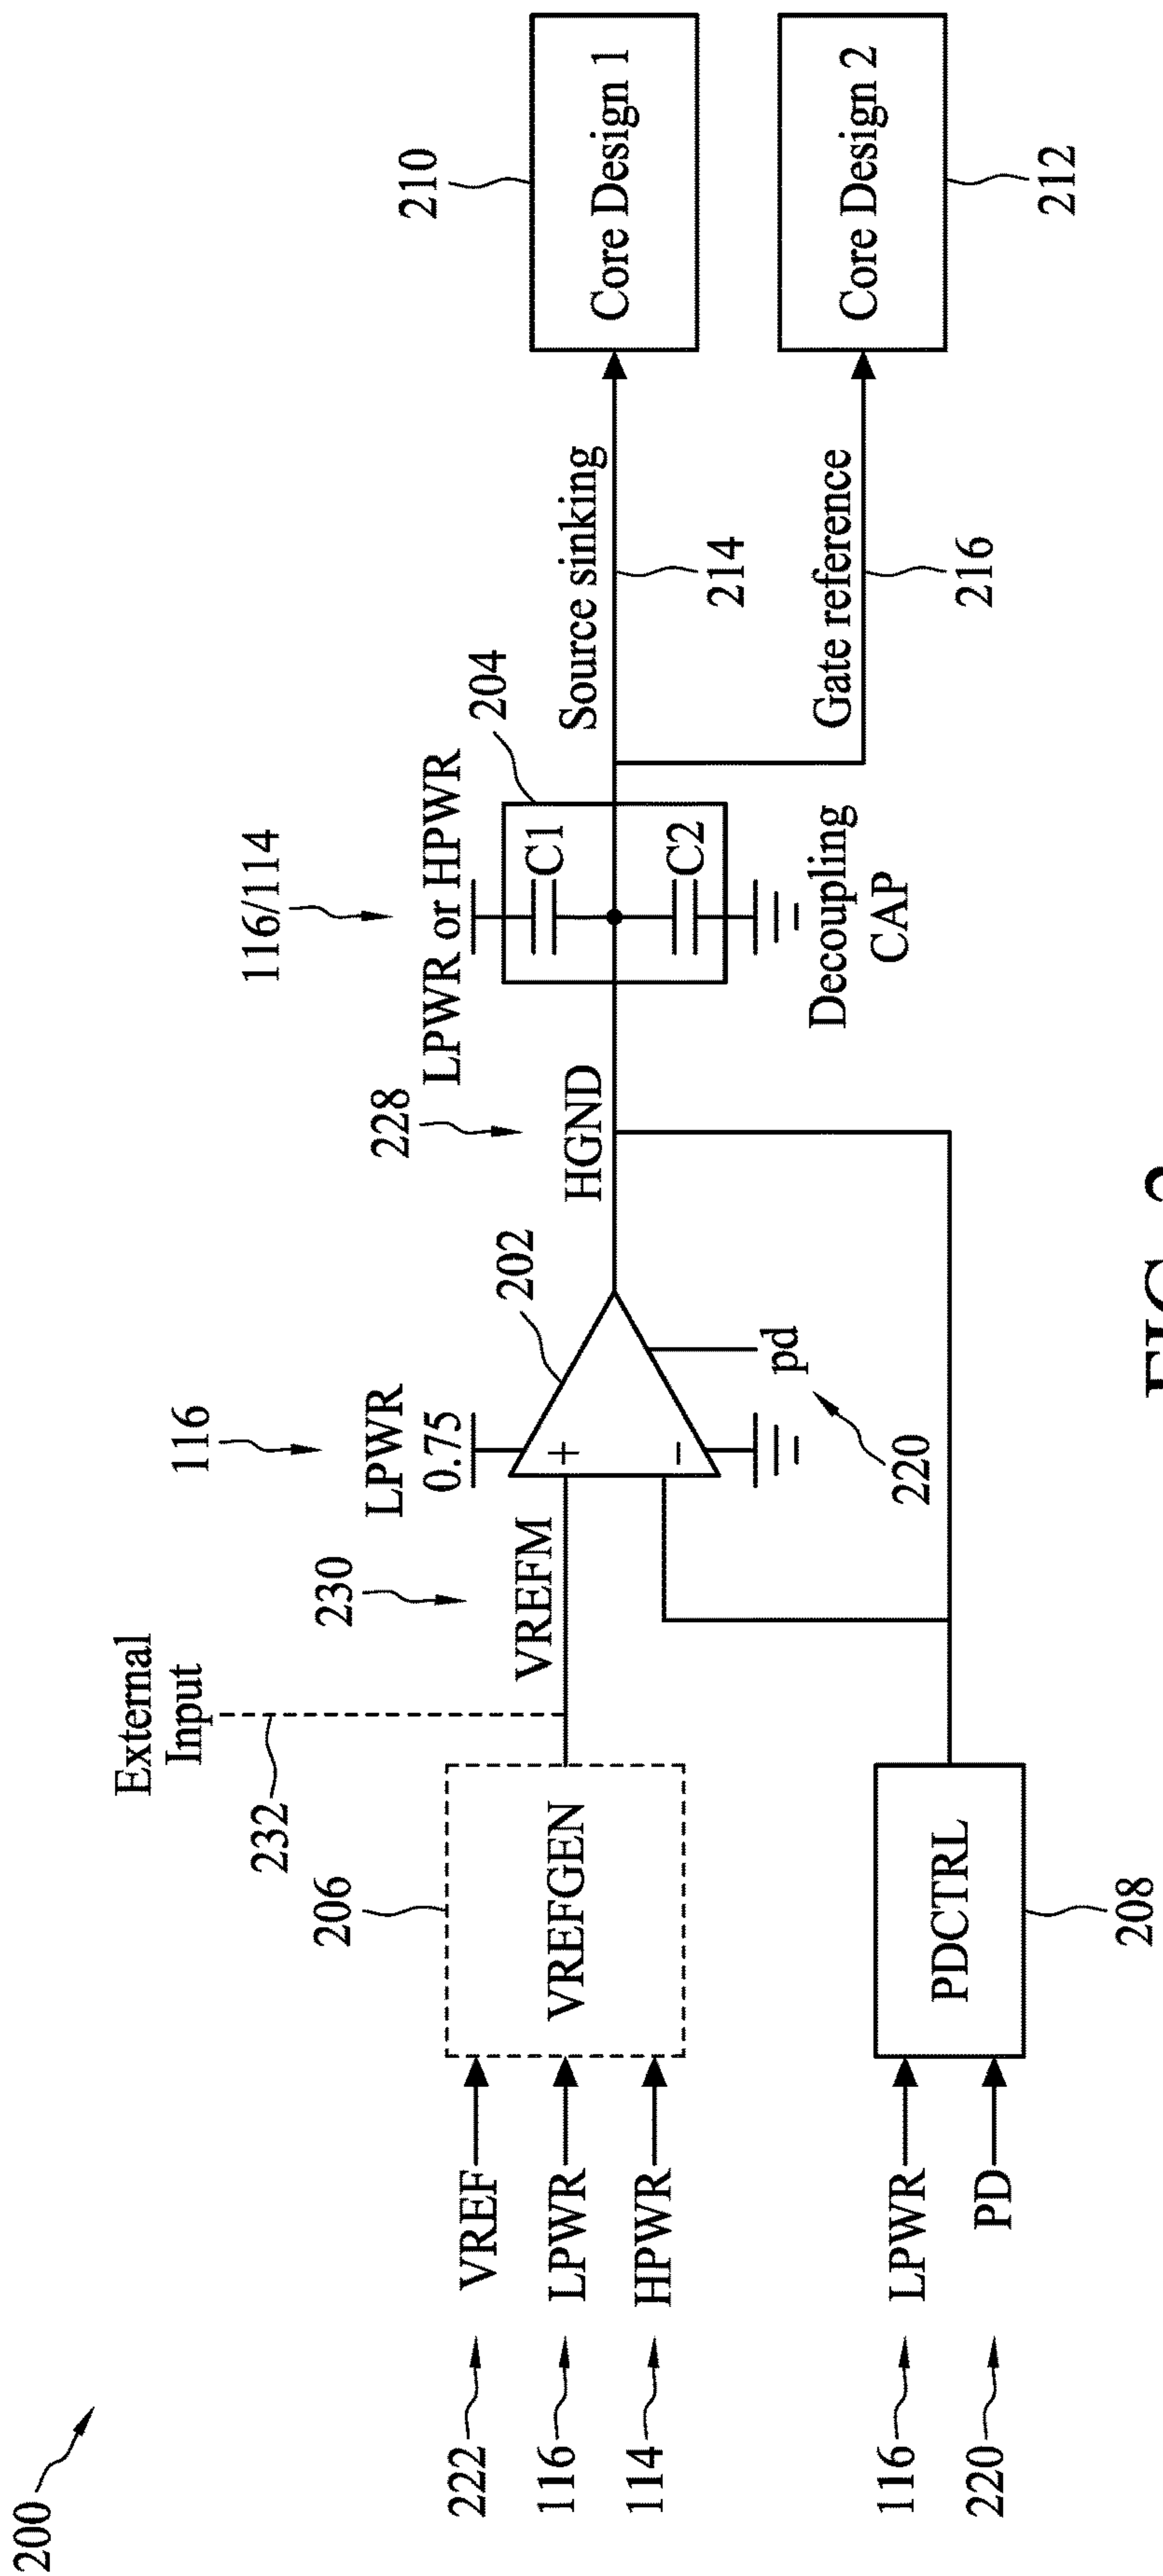 200
External
Input
232
230
VREFM
116
LPWR
0.75
202
228
HGND
116/114
LPWR or HPWR
204
C1
C2
Decoupling
CAP
Source sinking
214
210
Core Design 1
Gate reference
216
Core Design 2
212
222
VREF
116
LPWR
114
HPWR
206
VREFGEN
+
−
pd
220
116
LPWR
220
PD
PDCTRL
208